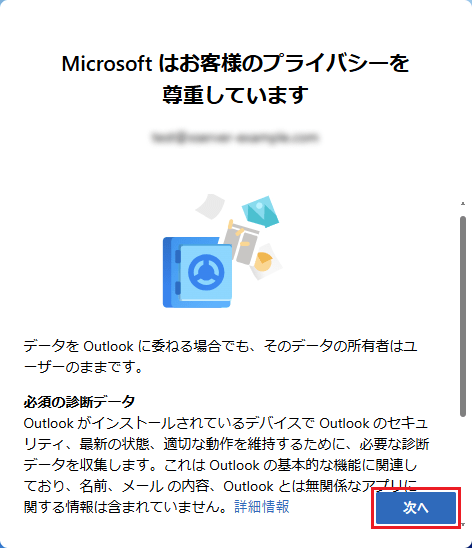 Microsoft はお客様のプライバシーを
尊重しています
データを Outlook に委ねる場合でも、そのデータの所有者はユ
ーザーのままです。
必須の診断データ
Outlook がインストールされているデバイスで Outlook のセキュ
リティ、最新の状態、適切な動作を維持するために、必要な診断
データを収集します。これは Outlook の基本的な機能に関連し
ており、名前、メール の内容、Outlook とは無関係なアプリに
関する情報は含まれていません。詳細情報
次へ